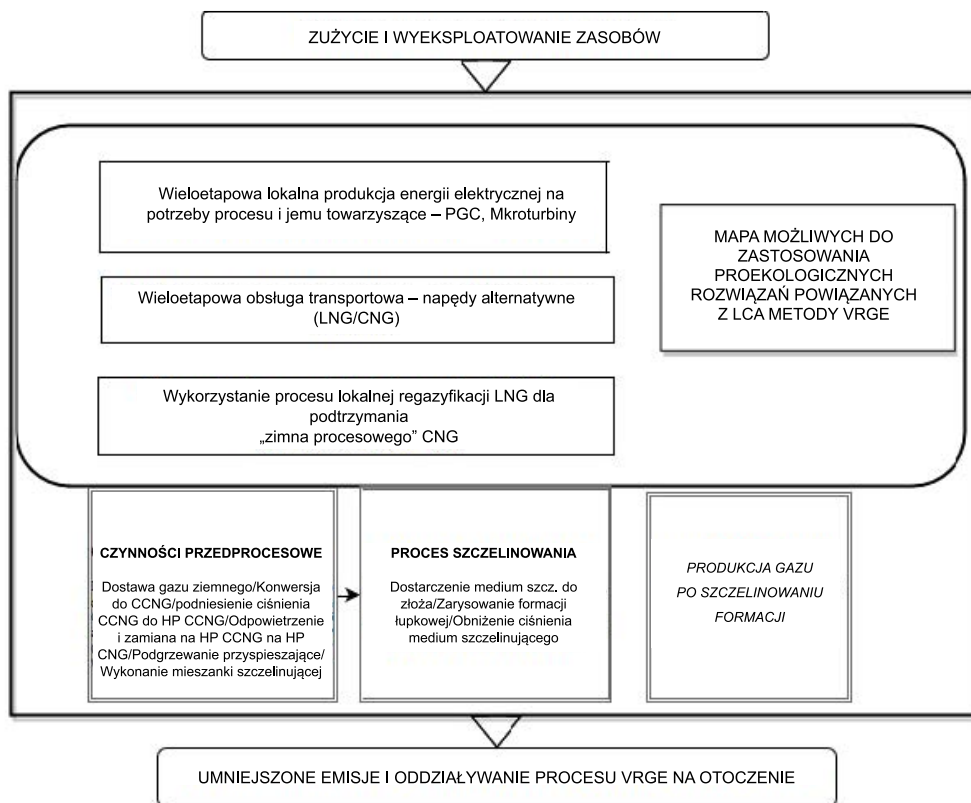 ZUŻYCIE I WYEKSPLOATOWANIE ZASOBÓW
Wieloetapowa lokalna produkcja energii elektrycznej na
potrzeby procesu i jemu towarzyszące – PGC, Mkroturbiny
Wieloetapowa obsługa transportowa – napędy alternatywne
(LNG/CNG)
Wykorzystanie procesu lokalnej regazyfikacji LNG dla
podtrzymania
„zimna procesowego” CNG
MAPA MOŻLIWYCH DO
ZASTOSOWANIA
PROEKOLOGICZNYCH
ROZWIĄZAŃ POWIĄZANYCH
Z LCA METODY VRGE
CZYNNOŚCI PRZEDPROCESOWE
Dostawa gazu ziemnego/Konwersja
do CCNG/podniesienie ciśnienia
CCNG do HP CCNG/Odpowietrzenie
i zamiana na HP CCNG na HP
CNG/Podgrzewanie przyspieszające/
Wykonanie mieszanki szczelinującej
PROCES SZCZELINOWANIA
Dostarczenie medium szcz. do
złoża/Zarysowanie formacji
łupkowej/Obniżenie ciśnienia
medium szczelinującego
PRODUKCJA GAZU
PO SZCZELINOWANIU
FORMACJI
UMNIEJSZONE EMISJE I ODDZIAŁYWANIE PROCESU VRGE NA OTOCZENIE